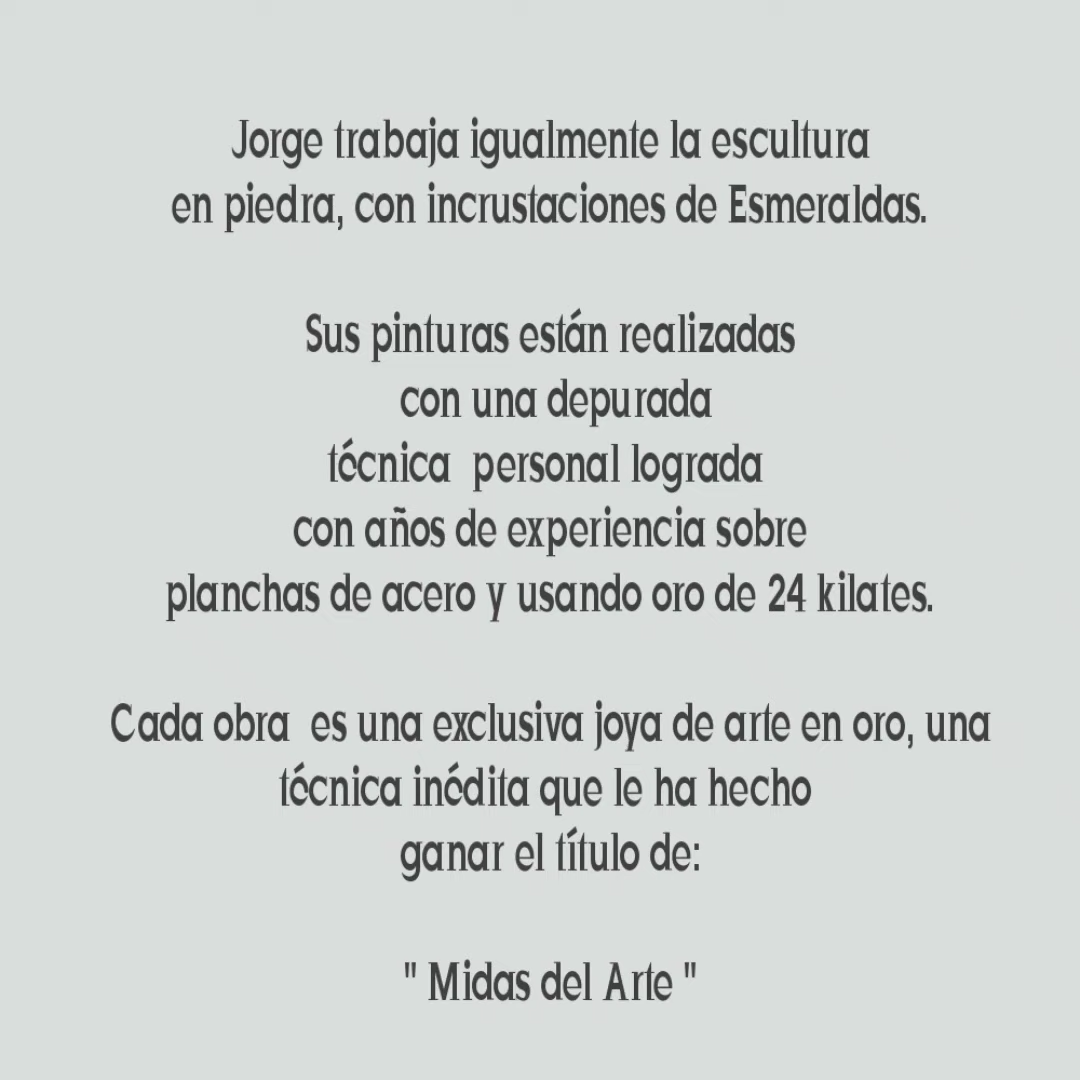 Jorge trabaja igualmente la escultura
en piedra, con incrustaciones de Esmeraldas.
Sus pinturas están realizadas
con una depurada
técnica personal lograda
con años de experiencia sobre
planchas de acero y usando oro de 24 kilates.
Cada obra es una exclusiva joya de arte en oro, una
técnica inédita que le ha hecho
ganar el título de:
" Midas del Arte "